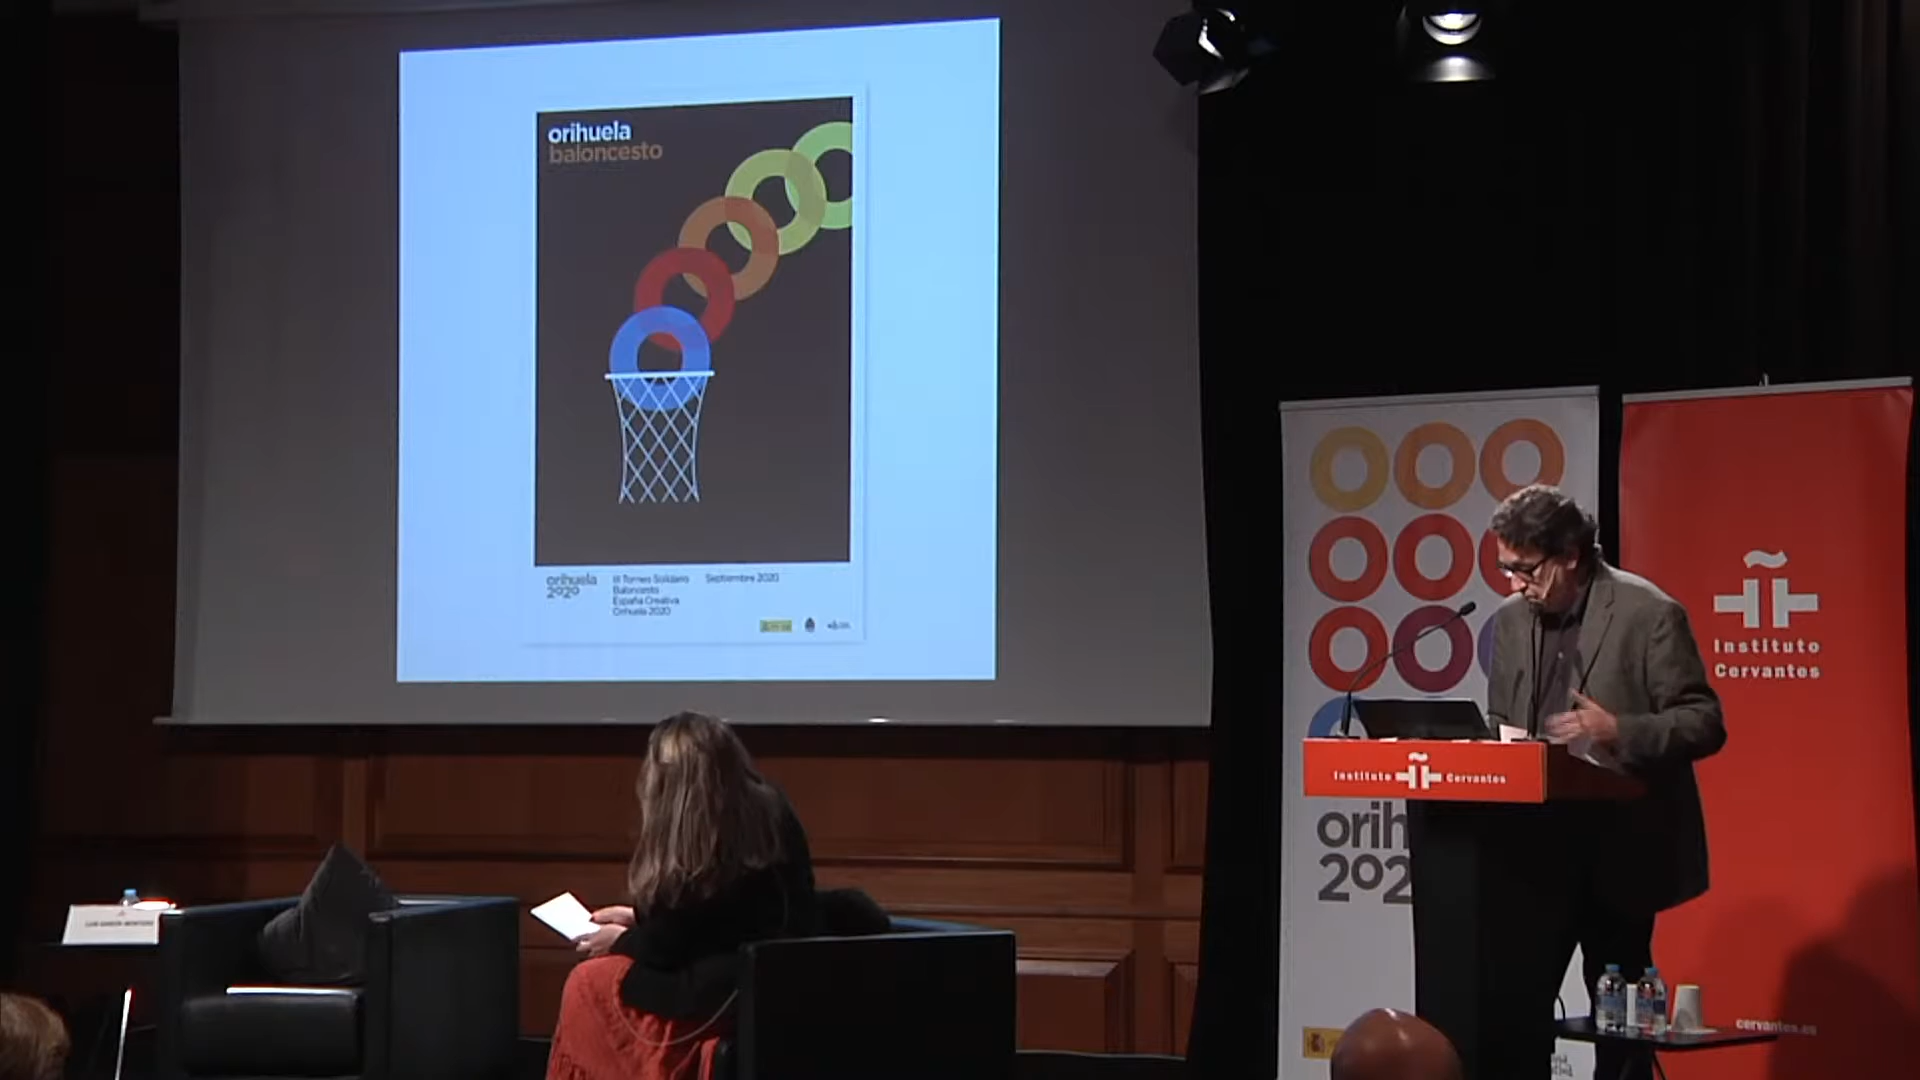 orihuela
baloncesto
orihuela
2020
III Torneo Solidario
Baloncesto
España Creativa
Orihuela 2020
Septiembre 2020
Instituto
Cervantes
Instituto Cervantes
orih
202
cervantes.es